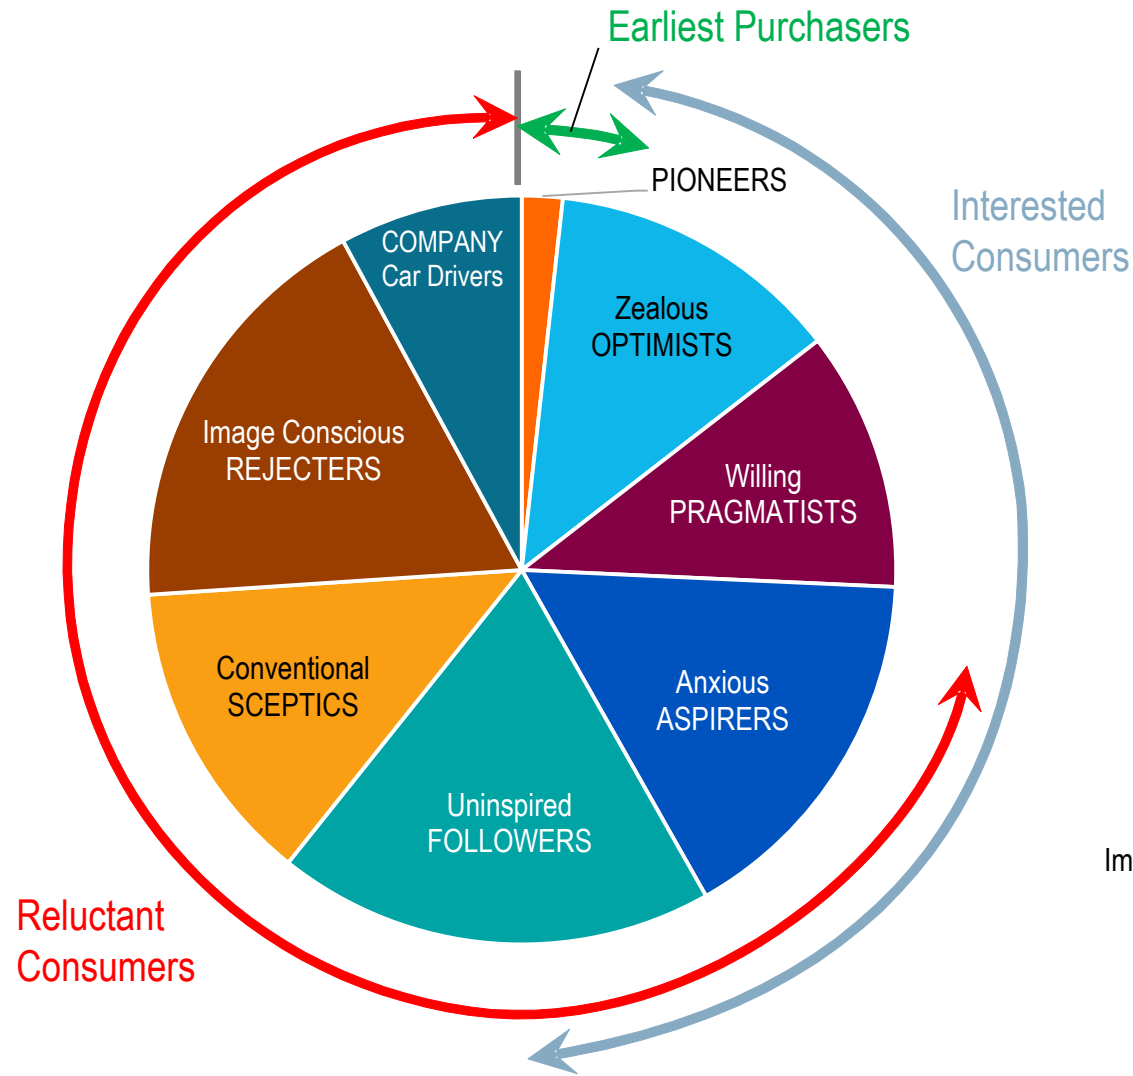 Earliest Purchasers
PIONEERS
Interested
Consumers
COMPANY
Car Drivers
Zealous
OPTIMISTS
Image Conscious
REJECTERS
Willing
PRAGMATISTS
Conventional
SCEPTICS
Anxious
ASPIRERS
Uninspired
FOLLOWERS
Im
Reluctant
Consumers